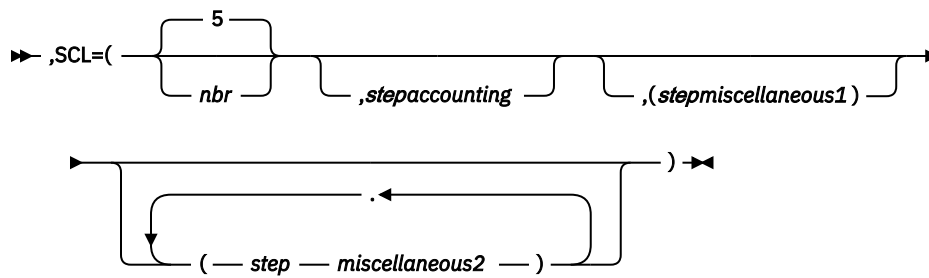 5
,SCL=(
nbr
,stepaccounting
,(stepmiscellaneous1)
)
.
( step miscellaneous2 )